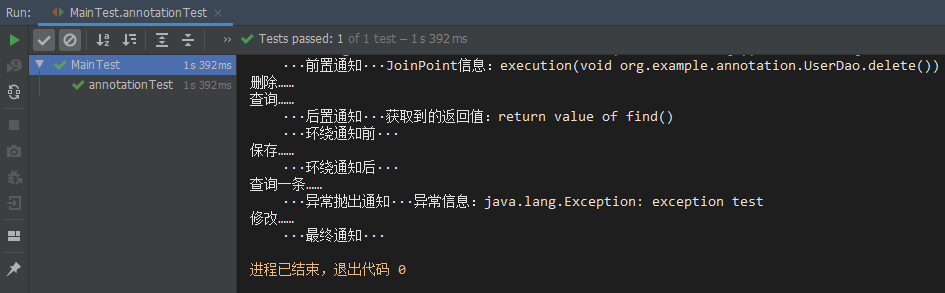 Run: MainTest.annotationTest ×
Tests passed: 1 of 1 test – 1 s 392 ms
MainTest 1 s 392 ms
annotationTest 1 s 392 ms
···前置通知···JoinPoint信息：execution(void org.example.annotation.UserDao.delete())
删除……
查询……
···后置通知···获取到的返回值：return value of find()
···环绕通知前···
保存……
···环绕通知后···
查询一条……
···异常抛出通知···异常信息：java.lang.Exception: exception test
修改……
···最终通知···
进程已结束，退出代码 0